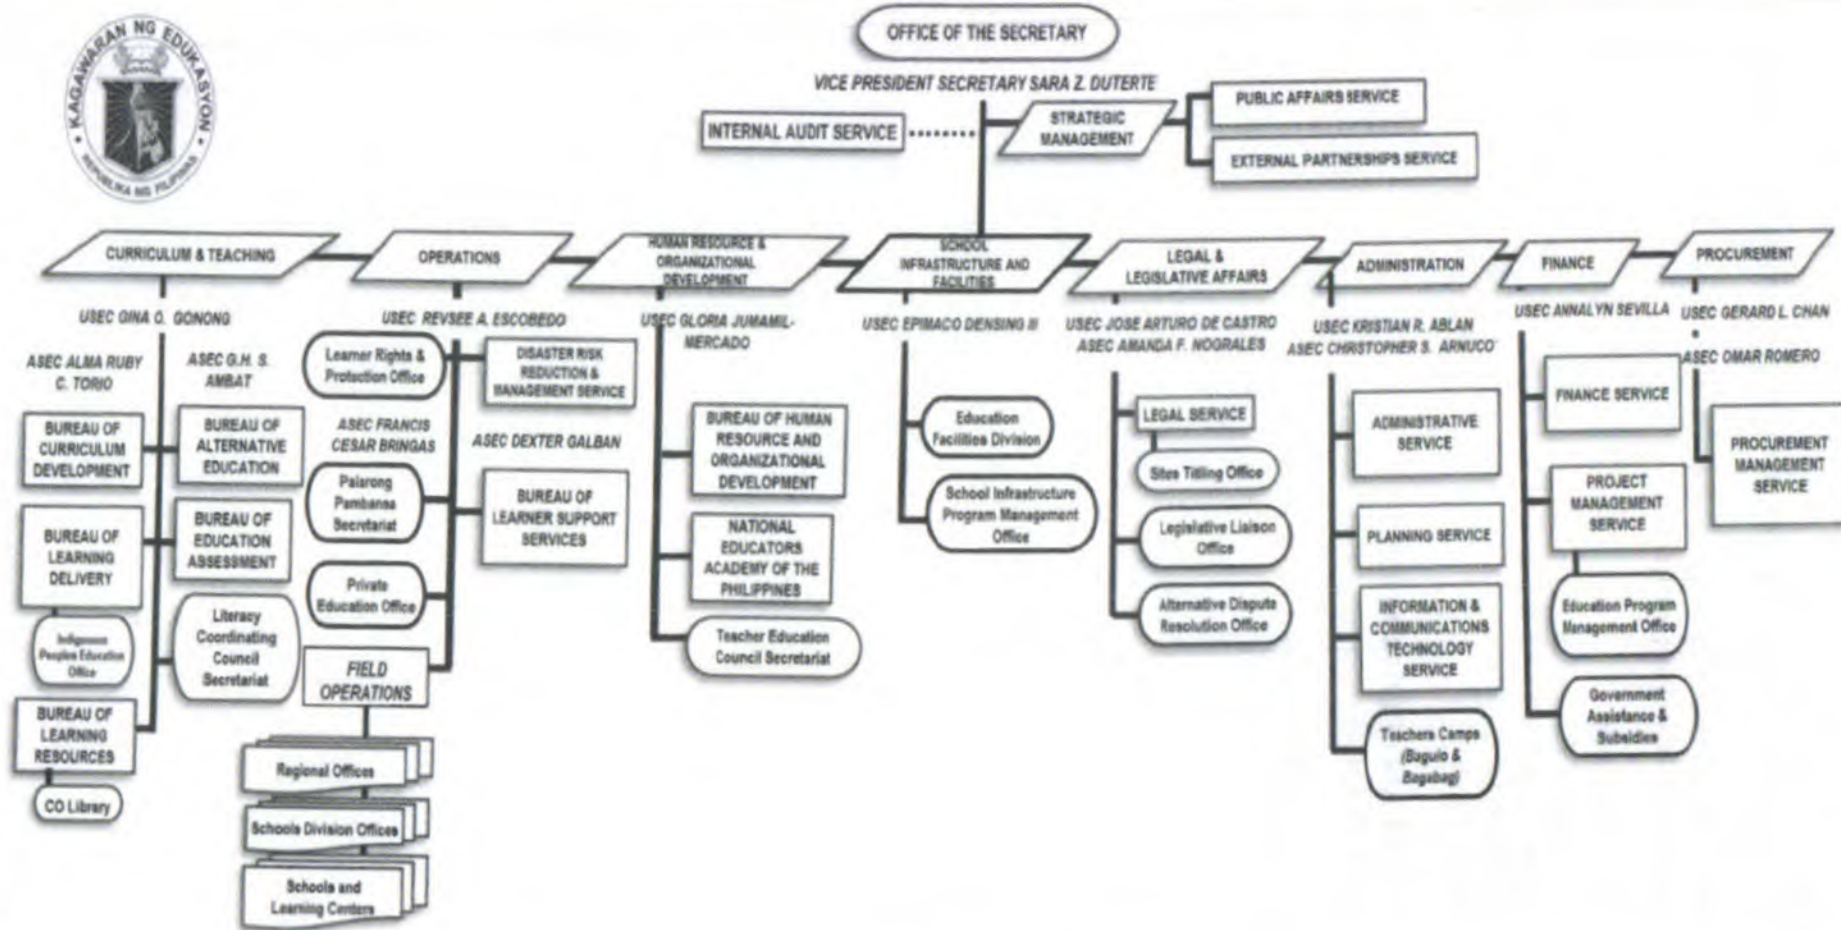 KAGAWARAN NG EDUKASYON
REPUBLIKA NG PILIPINAS
OFFICE OF THE SECRETARY
VICE PRESIDENT SECRETARY SARA Z. DUTERTE
INTERNAL AUDIT SERVICE
STRATEGIC
MANAGEMENT
PUBLIC AFFAIRS SERVICE
EXTERNAL PARTNERSHIPS SERVICE
CURRICULUM & TEACHING
USEC GINA O. GONONG
ASEC ALMA RUBY
C. TORIO
ASEC G.H. S.
AMBAT
BUREAU OF
CURRICULUM
DEVELOPMENT
BUREAU OF
ALTERNATIVE
EDUCATION
BUREAU OF
LEARNING
DELIVERY
BUREAU OF
EDUCATION
ASSESSMENT
Indigenous
Peoples Education
Office
Literacy
Coordinating
Council
Secretariat
BUREAU OF
LEARNING
RESOURCES
CO Library
OPERATIONS
USEC REVSEE A. ESCOBEDO
Learner Rights &
Protection Office
DISASTER RISK
REDUCTION &
MANAGEMENT SERVICE
ASEC FRANCIS
CESAR BRINGAS
ASEC DEXTER GALBAN
Palarong
Pambansa
Secretariat
BUREAU OF
LEARNER SUPPORT
SERVICES
Private
Education Office
FIELD
OPERATIONS
Regional Offices
Schools Division Offices
Schools and
Learning Centers
HUMAN RESOURCE &
ORGANIZATIONAL
DEVELOPMENT
USEC GLORIA JUMAMIL-
MERCADO
BUREAU OF HUMAN
RESOURCE AND
ORGANIZATIONAL
DEVELOPMENT
NATIONAL
EDUCATORS
ACADEMY OF THE
PHILIPPINES
Teacher Education
Council Secretariat
SCHOOL
INFRASTRUCTURE AND
FACILITIES
USEC EPIMACO DENSING III
Education
Facilities Division
School Infrastructure
Program Management
Office
LEGAL &
LEGISLATIVE AFFAIRS
USEC JOSE ARTURO DE CASTRO
ASEC AMANDA F. NOGRALES
LEGAL SERVICE
Sites Titling Office
Legislative Liaison
Office
Alternative Dispute
Resolution Office
ADMINISTRATION
USEC KRISTIAN R. ABLAN
ASEC CHRISTOPHER S. ARNUCO
ADMINISTRATIVE
SERVICE
PLANNING SERVICE
INFORMATION &
COMMUNICATIONS
TECHNOLOGY
SERVICE
Teachers Camps
(Baguio &
Bagabag)
FINANCE
USEC ANNALYN SEVILLA
FINANCE SERVICE
PROJECT
MANAGEMENT
SERVICE
Education Program
Management Office
Government
Assistance &
Subsidies
PROCUREMENT
USEC GERARD L. CHAN
ASEC OMAR ROMERO
PROCUREMENT
MANAGEMENT
SERVICE